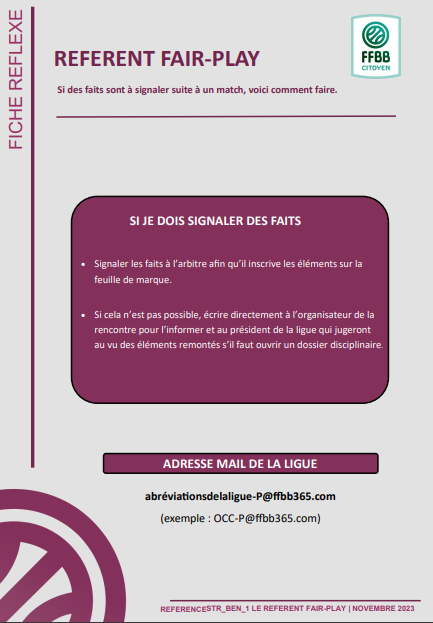 FICHE REFLEXE
FFBB
CITOYEN
REFERENT FAIR-PLAY
Si des faits sont à signaler suite à un match, voici comment faire.
SI JE DOIS SIGNALER DES FAITS
• Signaler les faits à l'arbitre afin qu'il inscrive les éléments sur la
feuille de marque.
• Si cela n'est pas possible, écrire directement à l'organisateur de la
rencontre pour l'informer et au président de la ligue qui jugeront
au vu des éléments remontés s'il faut ouvrir un dossier disciplinaire.
ADRESSE MAIL DE LA LIGUE
abréviationsdelaligue-P@ffbb365.com
(exemple : OCC-P@ffbb365.com)
REFERENCESTR_BEN_1 LE REFERENT FAIR-PLAY | NOVEMBRE 2023